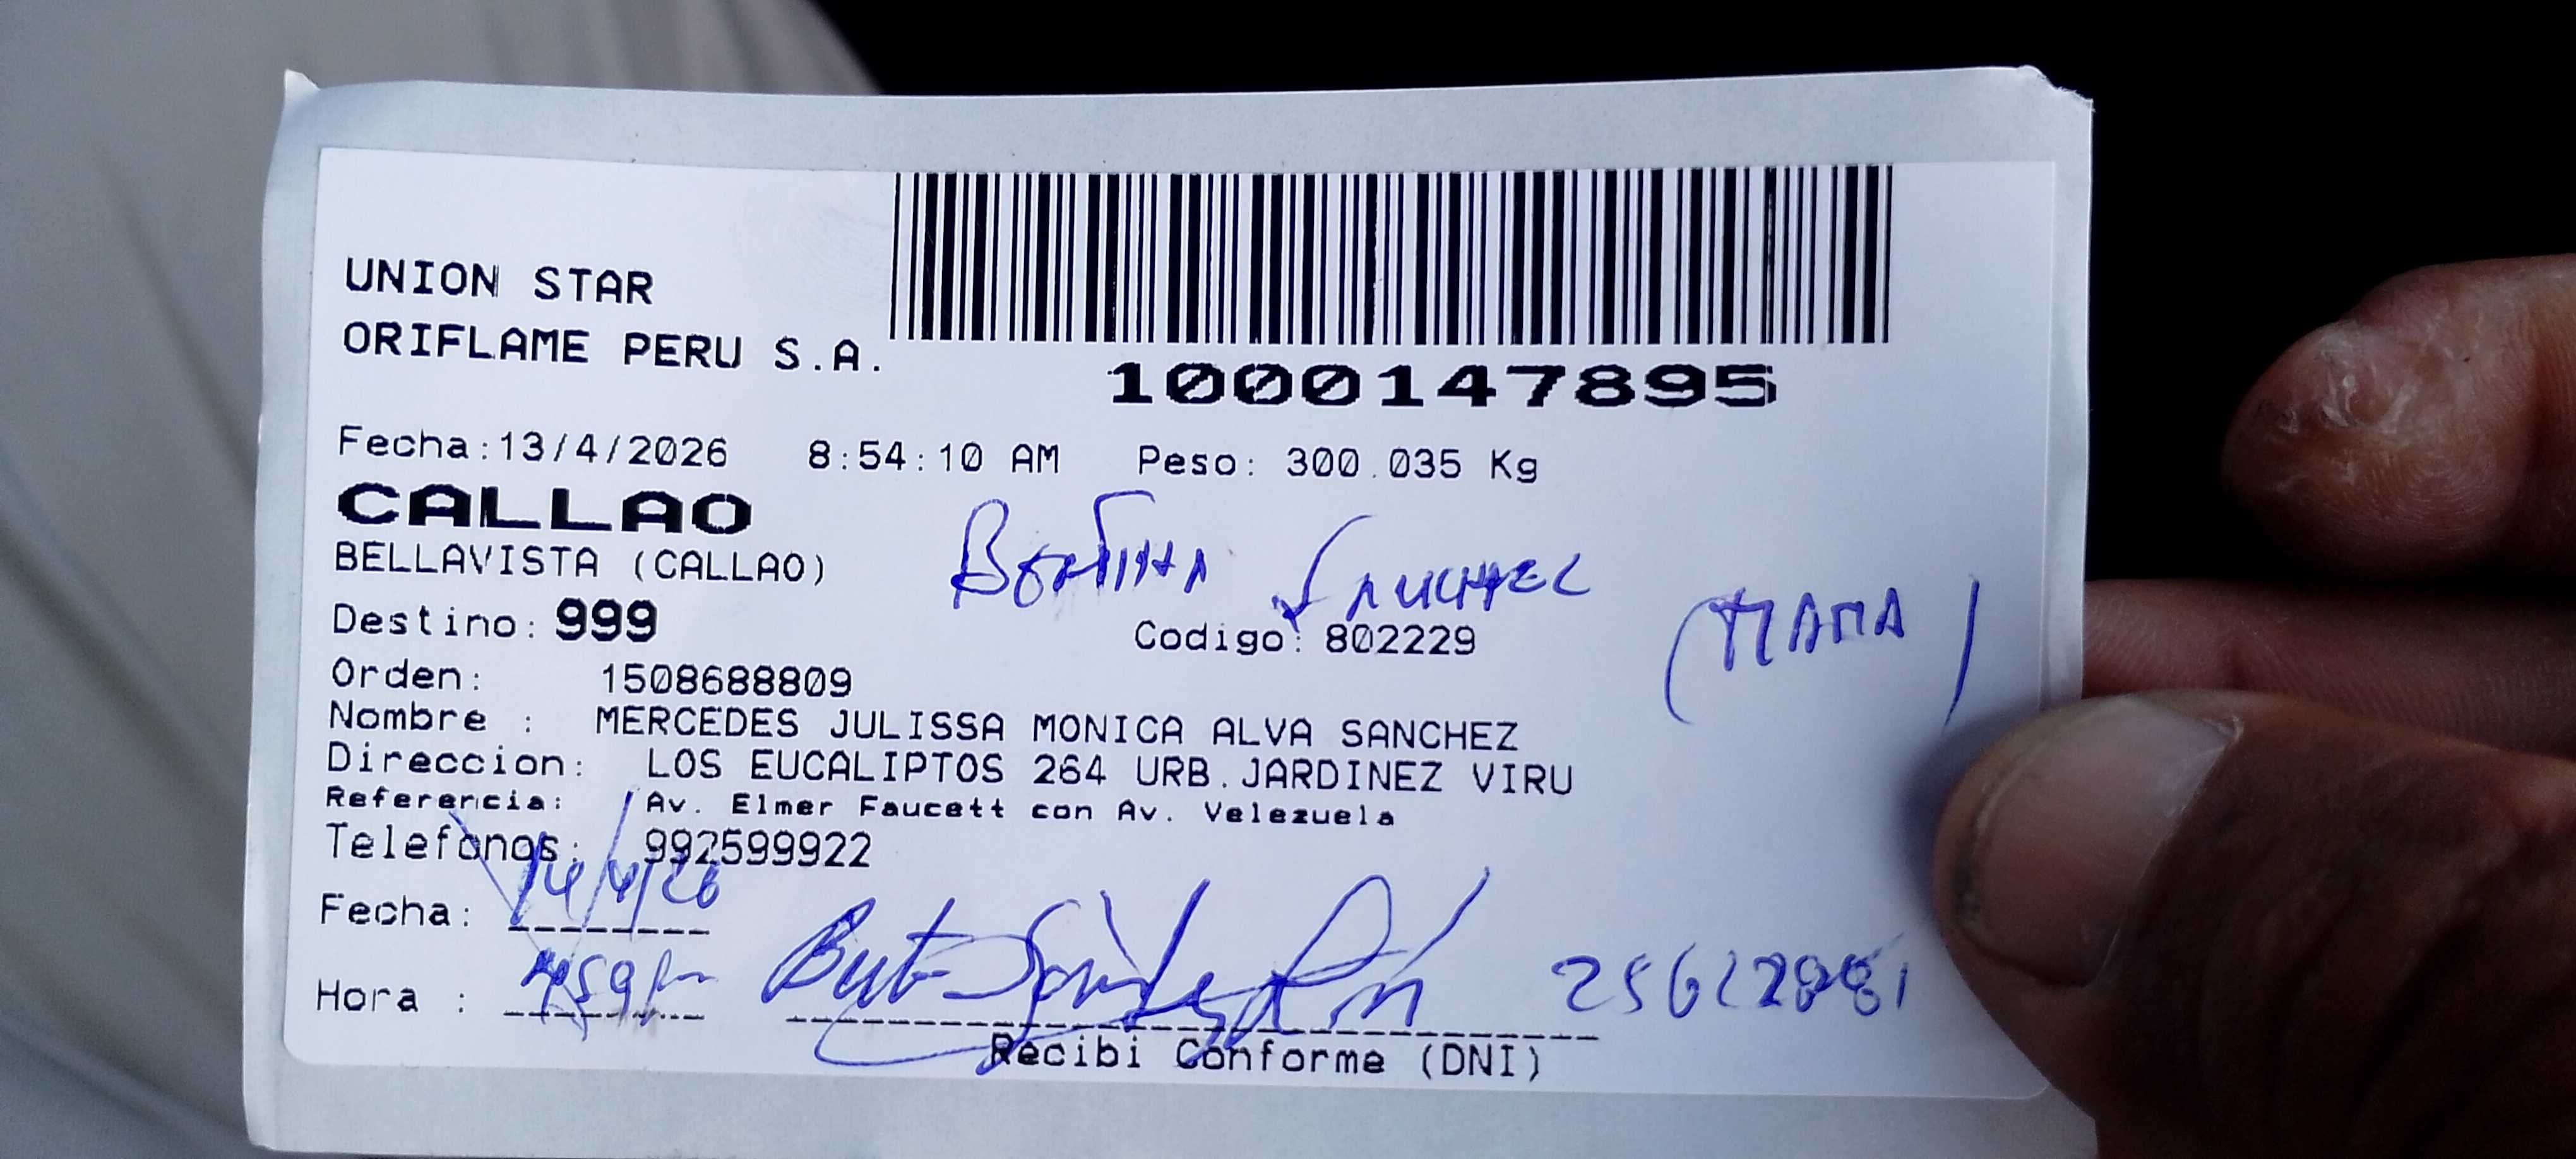 UNION STAR
ORIFLAME PERU S.A.
1000147895
Fecha:13/4/2026 8:54:10 AM Peso: 300.035 Kg
CALLAO
BELLAVISTA (CALLAO)
Destino: 999
Codigo: 802229
(MAMA)
Orden: 1508688809
Nombre : MERCEDES JULISSA MONICA ALVA SANCHEZ
Direccion: LOS EUCALIPTOS 264 URB.JARDINEZ VIRU
Referencia: Av. Elmer Faucett con Av. Velezuela
Telefonos: 992599922
Fecha: 14/4/26
Hora :
Recibi Conforme (DNI)